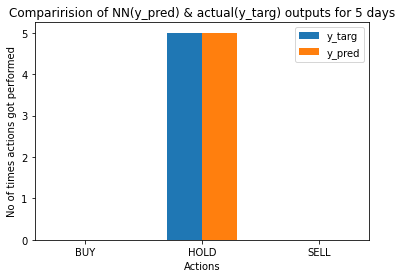 Comparirision of NN(y_pred) & actual(y_targ) outputs for 5 days
y_targ
y_pred
No of times actions got performed
5
4
3
2
1
0
BUY HOLD SELL
Actions